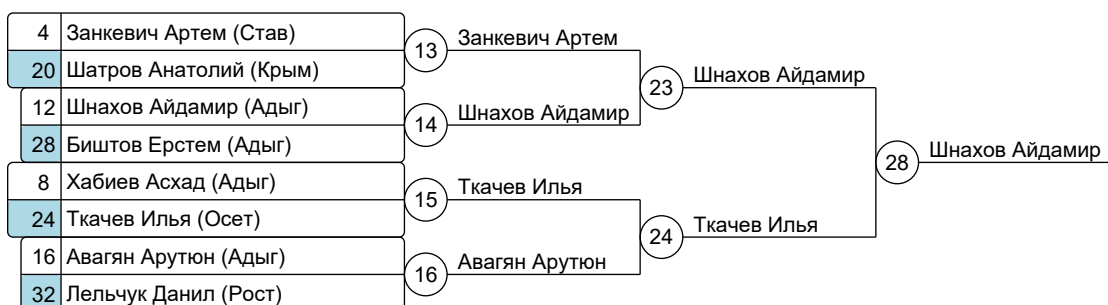 4 Занкевич Артем (Став)
20 Шатров Анатолий (Крым)
12 Шнахов Айдамир (Адыг)
28 Биштов Ерстем (Адыг)
8 Хабиев Асхад (Адыг)
24 Ткачев Илья (Осет)
16 Авагян Арутюн (Адыг)
32 Лельчук Данил (Рост)
13 Занкевич Артем
14 Шнахов Айдамир
15 Ткачев Илья
16 Авагян Арутюн
23 Шнахов Айдамир
24 Ткачев Илья
28 Шнахов Айдамир